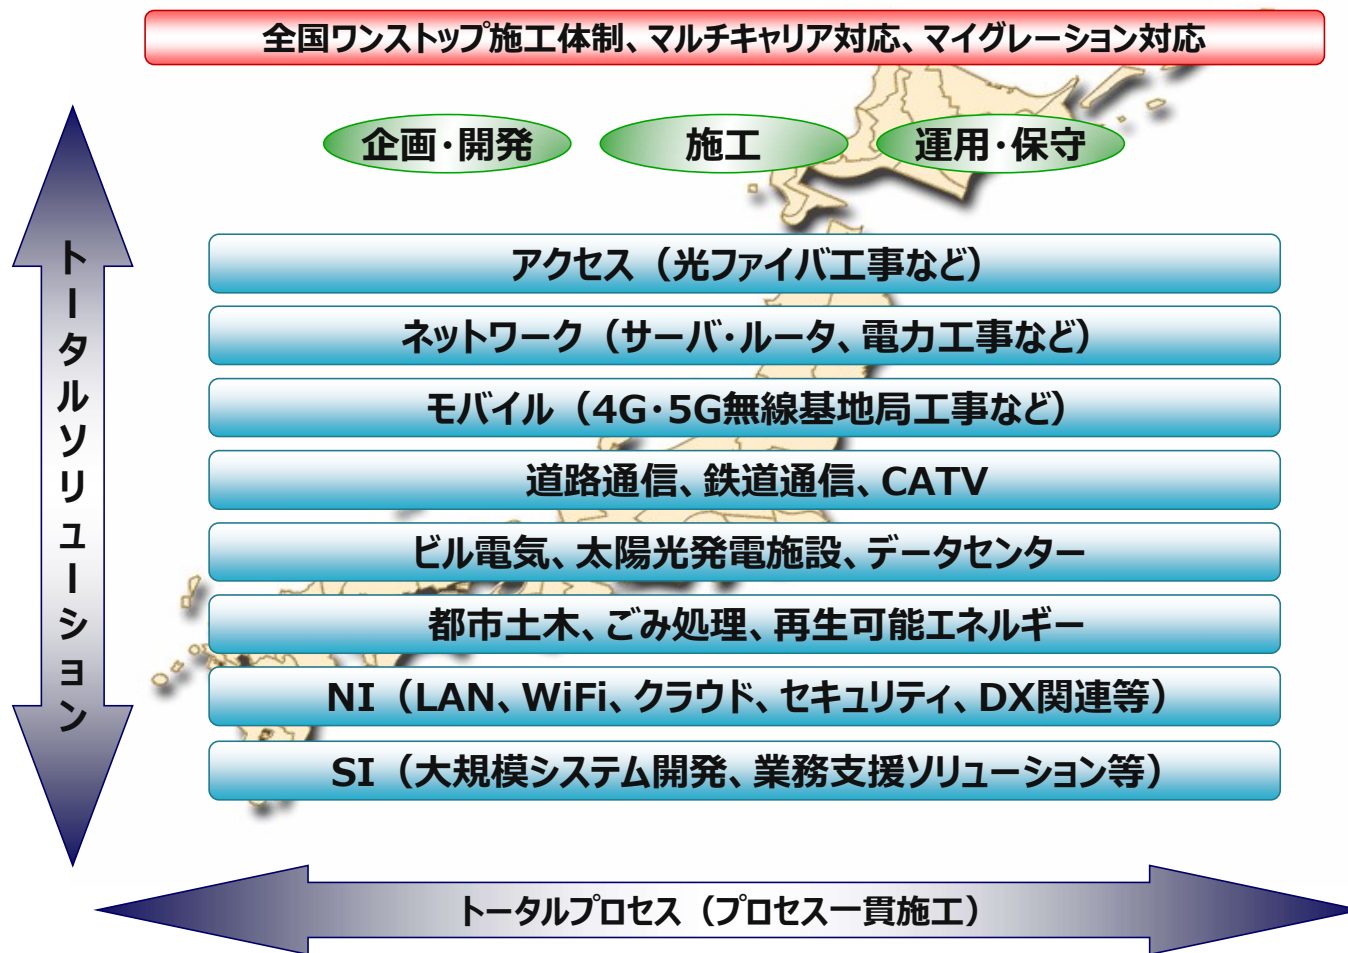 全国ワンストップ施工体制、マルチキャリア対応、マイグレーション対応
企画・開発
施工
運用・保守
トータルソリューション
アクセス（光ファイバ工事など）
ネットワーク（サーバ・ルータ、電力工事など）
モバイル（4G・5G無線基地局工事など）
道路通信、鉄道通信、CATV
ビル電気、太陽光発電施設、データセンター
都市土木、ごみ処理、再生可能エネルギー
NI（LAN、WiFi、クラウド、セキュリティ、DX関連等）
SI（大規模システム開発、業務支援ソリューション等）
トータルプロセス（プロセス一貫施工）